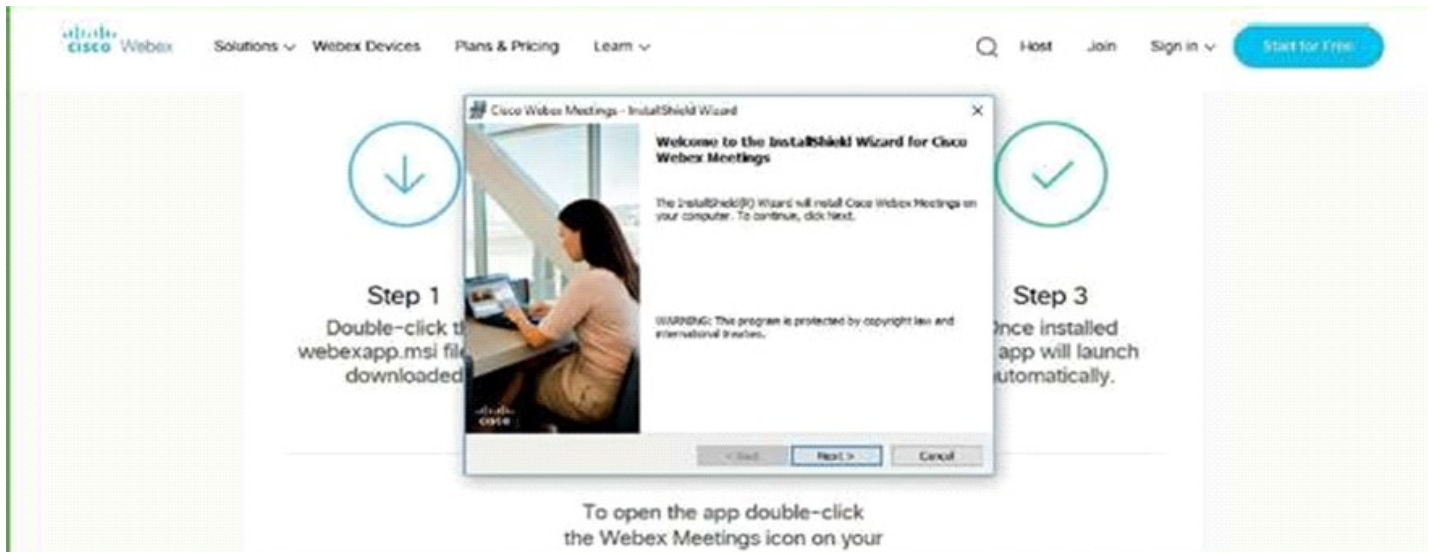 CISCO Webex
Solutions
Webex Devices
Plans & Pricing
Learn
Host
Join
Sign in
Start for Free
Cisco Webex Meetings - InstallShield Wizard
Welcome to the InstallShield Wizard for Cisco
Webex Meetings
The InstallShield(R) Wizard will install Cisco Webex Meetings on
your computer. To continue, click Next.
WARNING: This program is protected by copyright law and
international treaties.
CISCO
< Back
Next >
Cancel
Step 1
Double-click t
webexapp.msi file
downloaded
Step 3
Once installed
app will launch
automatically.
To open the app double-click
the Webex Meetings icon on your